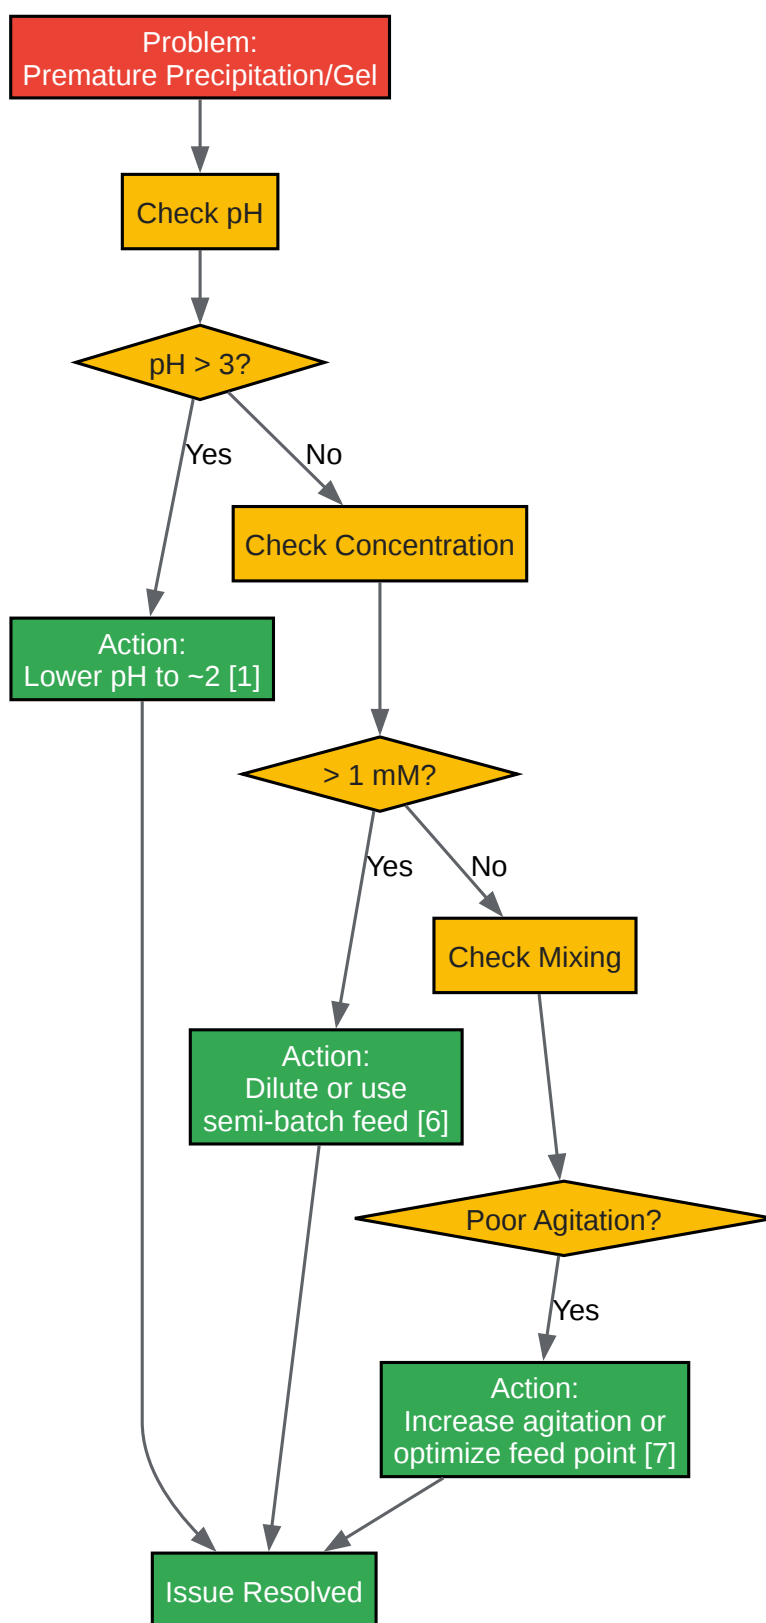 Problem:
Premature Precipitation/Gel
Check pH
pH > 3?
Yes
No
Check Concentration
Action:
Lower pH to ~2 [1]
> 1 mM?
Yes
No
Check Mixing
Action:
Dilute or use
semi-batch feed [6]
Poor Agitation?
Yes
Action:
Increase agitation or
optimize feed point [7]
Issue Resolved